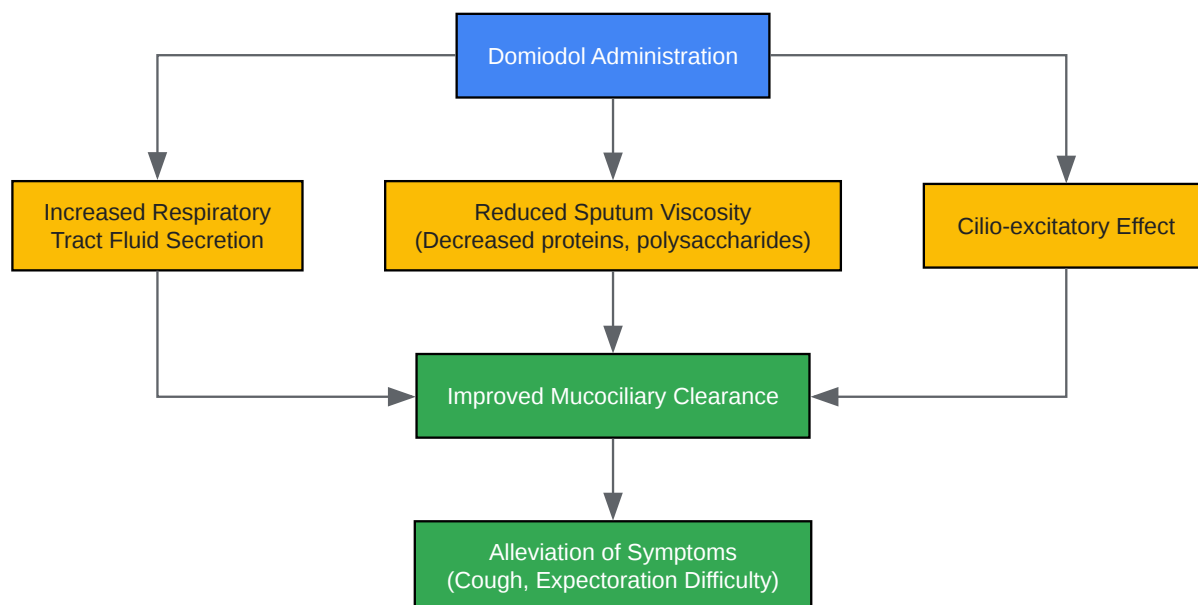 Domiodol Administration
Increased Respiratory
Tract Fluid Secretion
Reduced Sputum Viscosity
(Decreased proteins, polysaccharides)
Cilio-excitatory Effect
Improved Mucociliary Clearance
Alleviation of Symptoms
(Cough, Expectoration Difficulty)